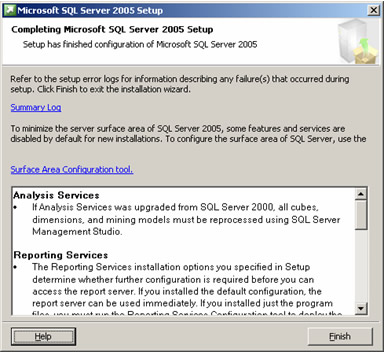 Microsoft SQL Server 2005 Setup
Completing Microsoft SQL Server 2005 Setup
Setup has finished configuration of Microsoft SQL Server 2005
Refer to the setup error logs for information describing any failure(s) that occurred during
setup. Click Finish to exit the installation wizard.
Summary Log
To minimize the server surface area of SQL Server 2005, some features and services are
disabled by default for new installations. To configure the surface area of SQL Server, use the
Surface Area Configuration tool.
Analysis Services
• If Analysis Services was upgraded from SQL Server 2000, all cubes,
dimensions, and mining models must be reprocessed using SQL Server
Management Studio.
Reporting Services
• The Reporting Services installation options you specified in Setup
determine whether further configuration is required before you can
access the report server. If you installed the default configuration, the
report server can be used immediately. If you installed just the program
files, you must run the Reporting Services Configuration tool to deploy the
Help
Finish